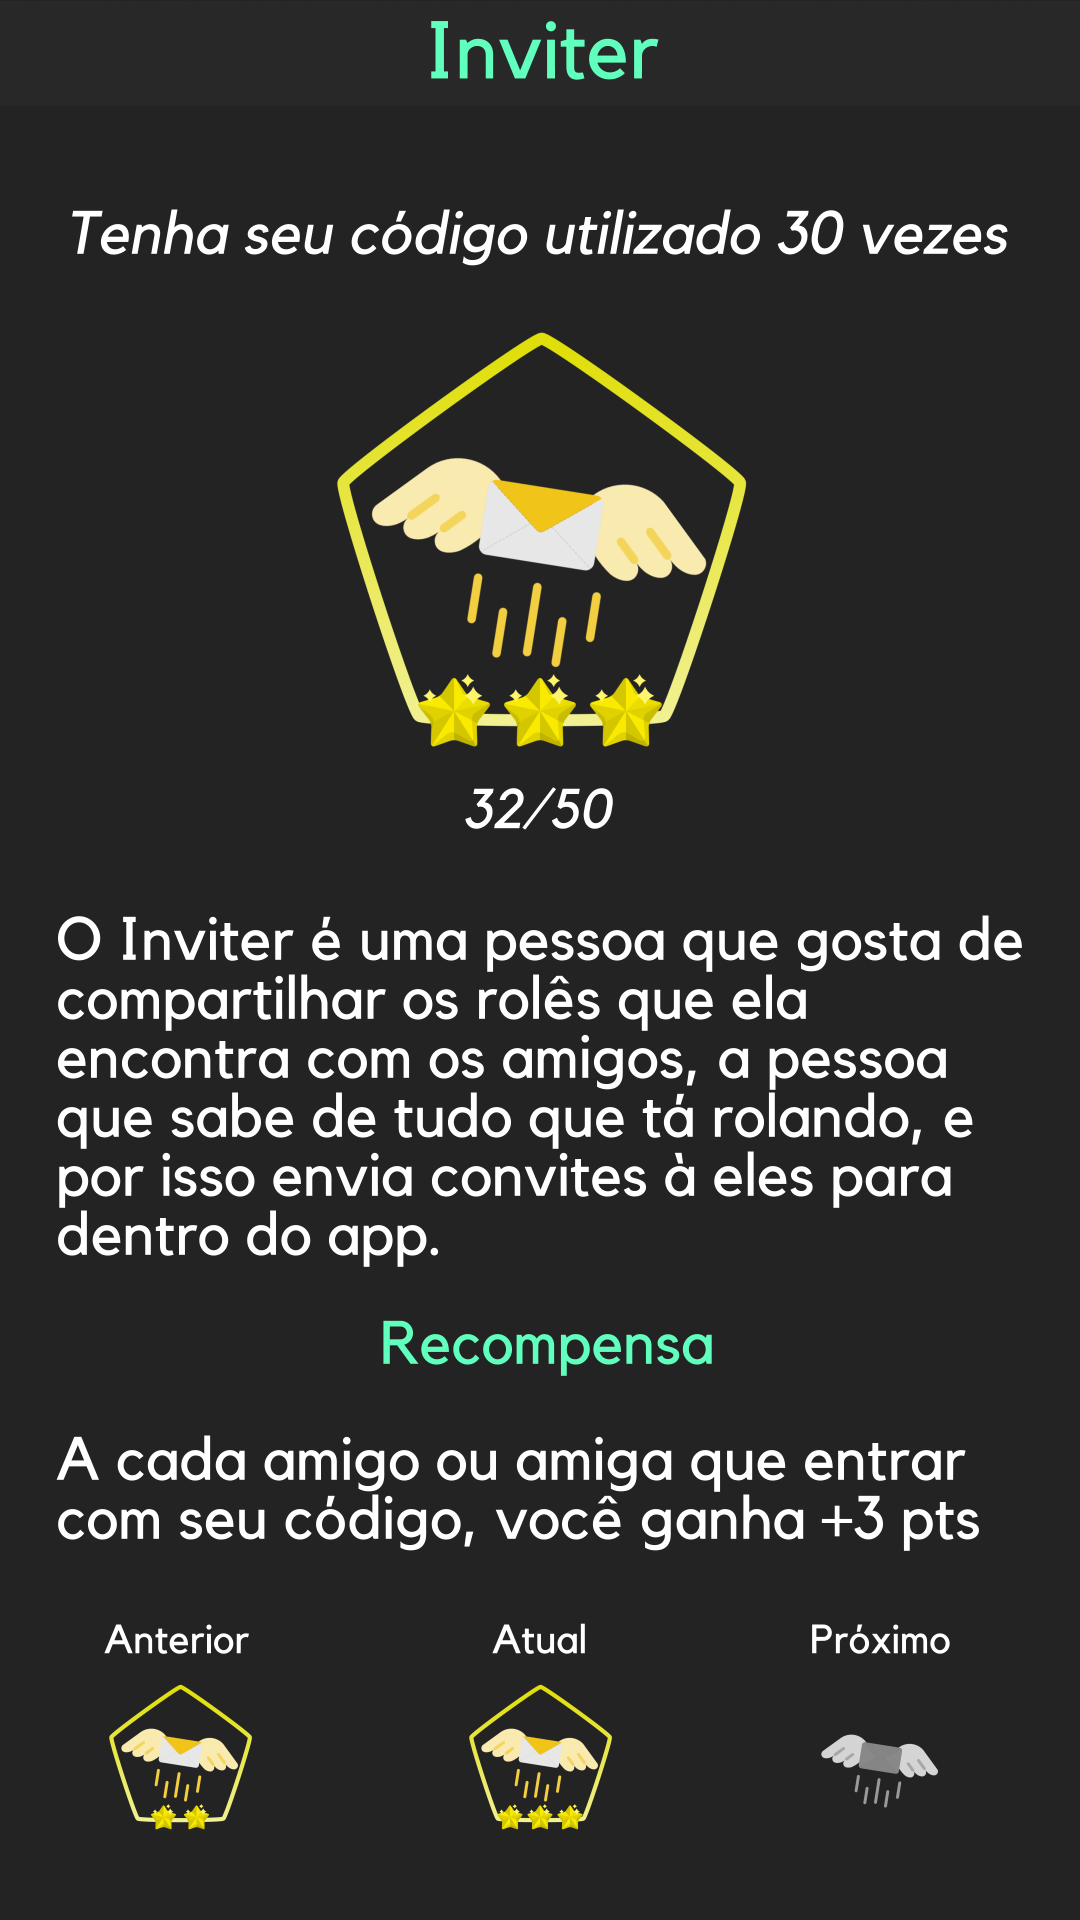 Inviter
Tenha seu código utilizado 30 vezes
32/50
O Inviter é uma pessoa que gosta de
compartilhar os rolês que ela
encontra com os amigos, a pessoa
que sabe de tudo que tá rolando, e
por isso envia convites à eles para
dentro do app.
Recompensa
A cada amigo ou amiga que entrar
com seu código, você ganha +3 pts
Anterior
Atual
Próximo